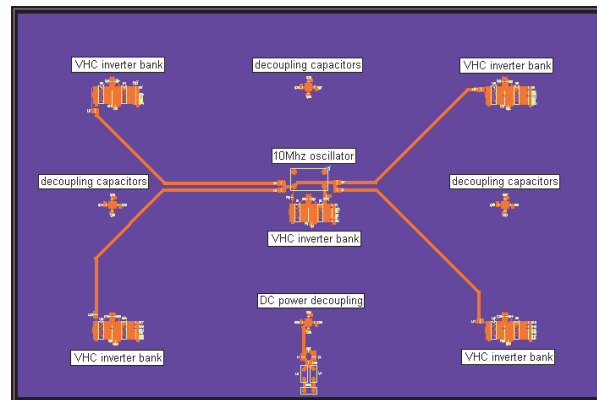 VHC inverter bank
decoupling capacitors
VHC inverter bank
10Mhz oscillator
decoupling capacitors
decoupling capacitors
VHC inverter bank
DC power decoupling
VHC inverter bank
VHC inverter bank